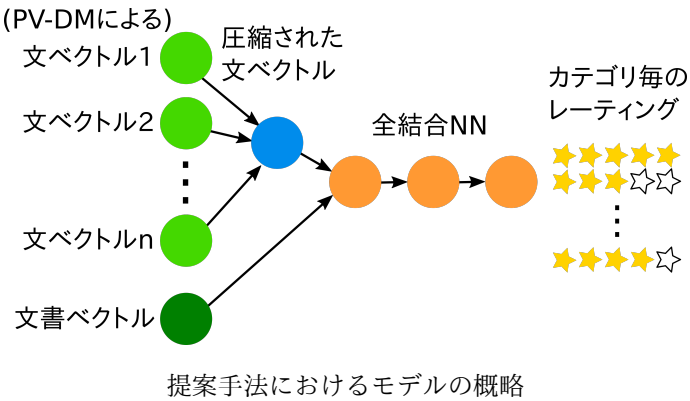 (PV-DMによる)
文ベクトル1
圧縮された
文ベクトル
文ベクトル2
全結合NN
カテゴリ毎の
レーティング
文ベクトルn
文書ベクトル
提案手法におけるモデルの概略